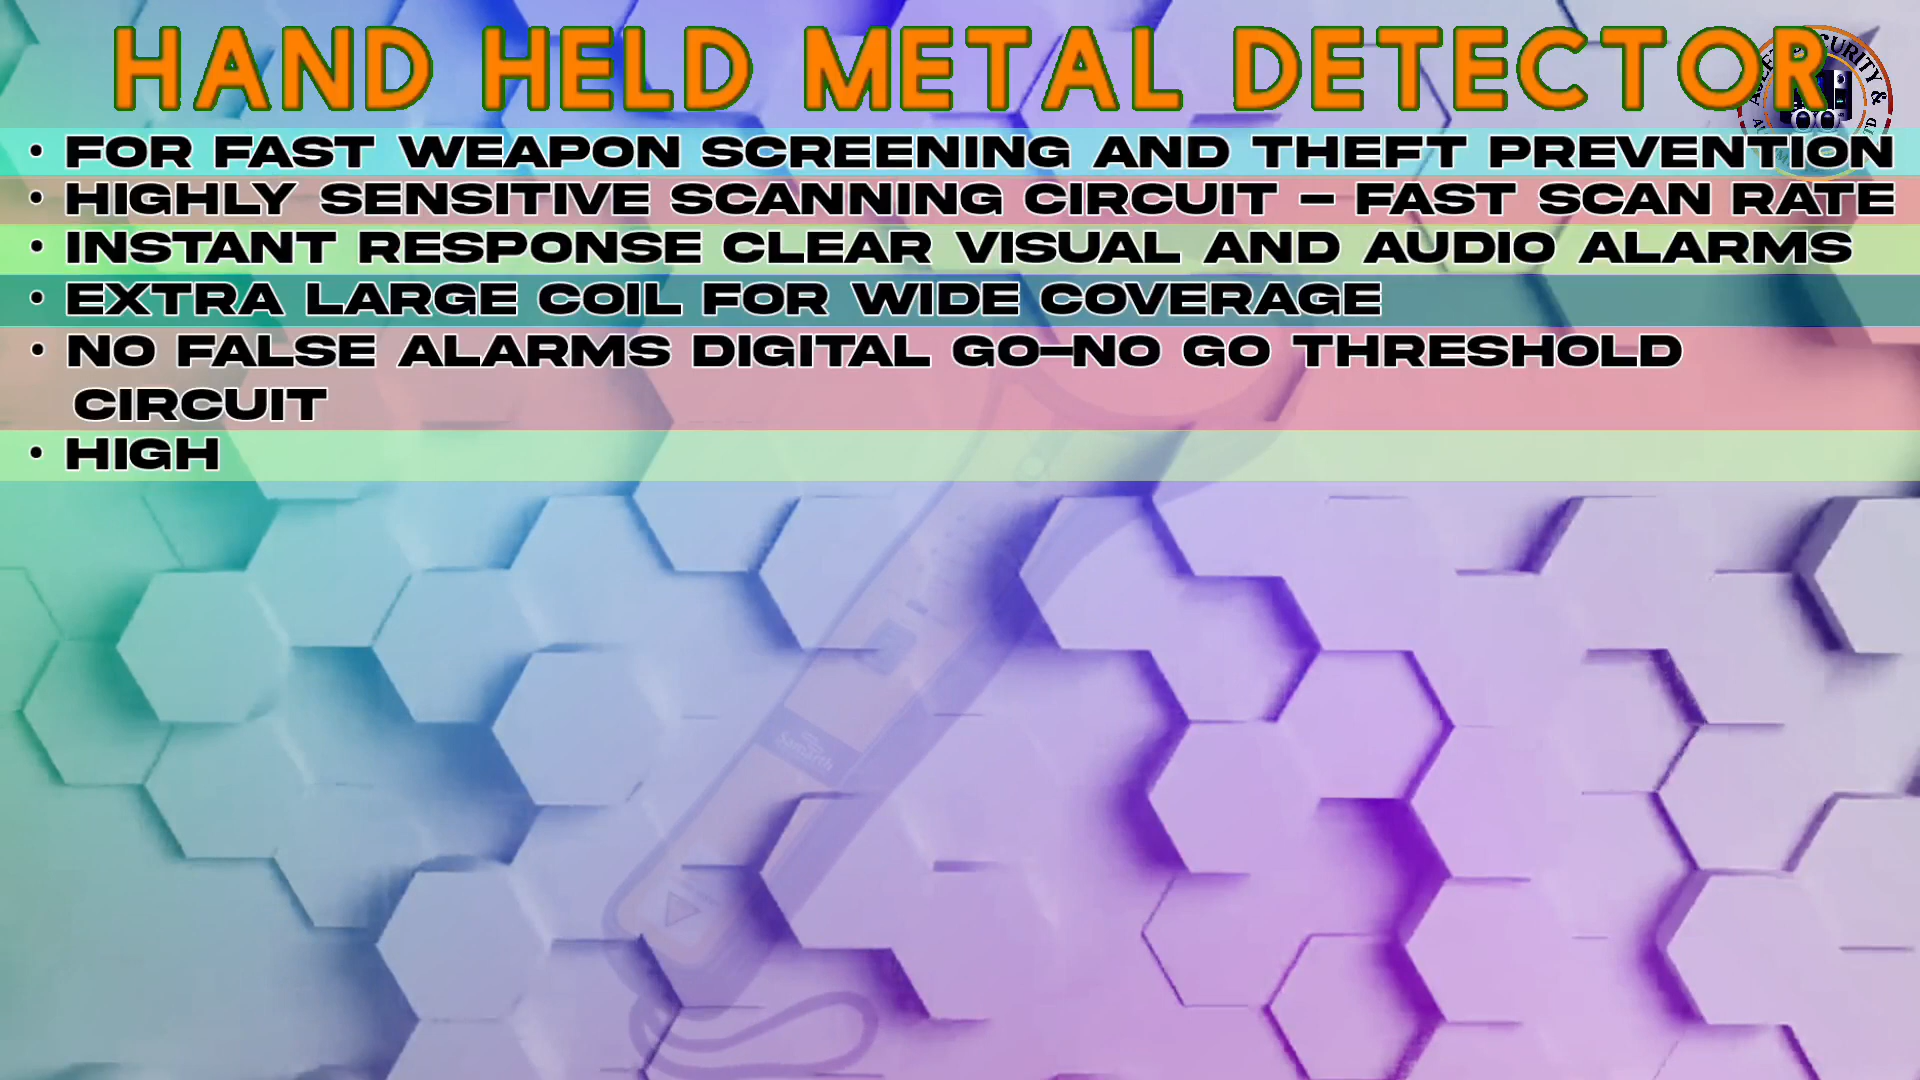 HAND HELD METAL DETECTOR
• FOR FAST WEAPON SCREENING AND THEFT PREVENTION
• HIGHLY SENSITIVE SCANNING CIRCUIT – FAST SCAN RATE
• INSTANT RESPONSE CLEAR VISUAL AND AUDIO ALARMS
• EXTRA LARGE COIL FOR WIDE COVERAGE
• NO FALSE ALARMS DIGITAL GO–NO GO THRESHOLD
CIRCUIT
• HIGH